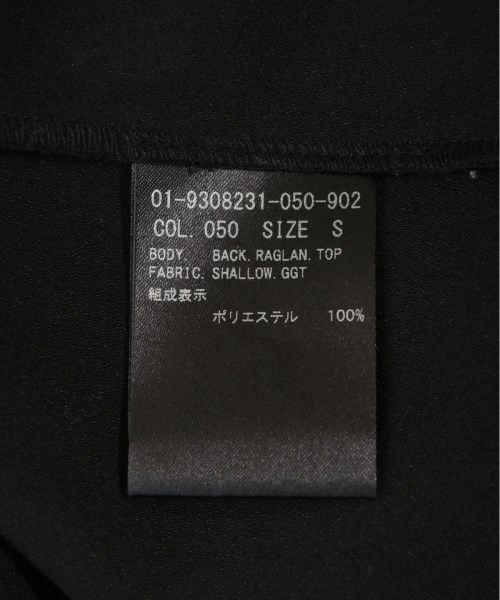 01-9308231-050-902
COL. 050 SIZE S
BODY. BACK. RAGLAN. TOP
FABRIC. SHALLOW. GGT
組成表示
ポリエステル 100%